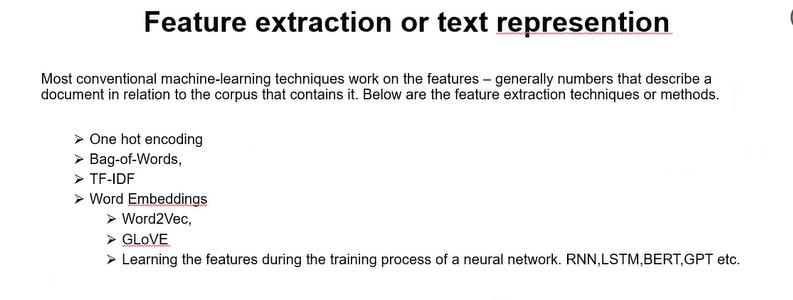 Feature extraction or text represention
Most conventional machine-learning techniques work on the features – generally numbers that describe a
document in relation to the corpus that contains it. Below are the feature extraction techniques or methods.
➢ One hot encoding
➢ Bag-of-Words,
➢ TF-IDF
➢ Word Embeddings
➢ Word2Vec,
➢ GLoVE
➢ Learning the features during the training process of a neural network. RNN,LSTM,BERT,GPT etc.